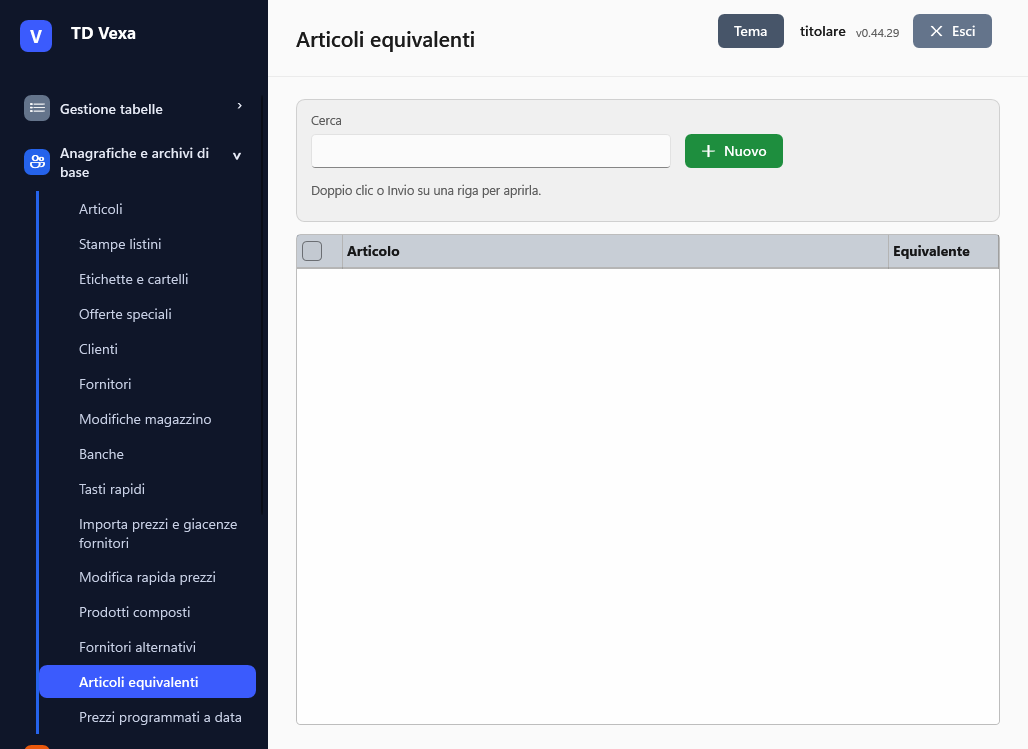 V
TD Vexa
Gestione tabelle
Anagrafiche e archivi di
base
Articoli
Stampe listini
Etichette e cartelli
Offerte speciali
Clienti
Fornitori
Modifiche magazzino
Banche
Tasti rapidi
Importa prezzi e giacenze
fornitori
Modifica rapida prezzi
Prodotti composti
Fornitori alternativi
Articoli equivalenti
Prezzi programmati a data
Articoli equivalenti
Tema
titolare
v0.44.29
Esci
Cerca
Nuovo
Doppio clic o Invio su una riga per aprirla.
Articolo
Equivalente